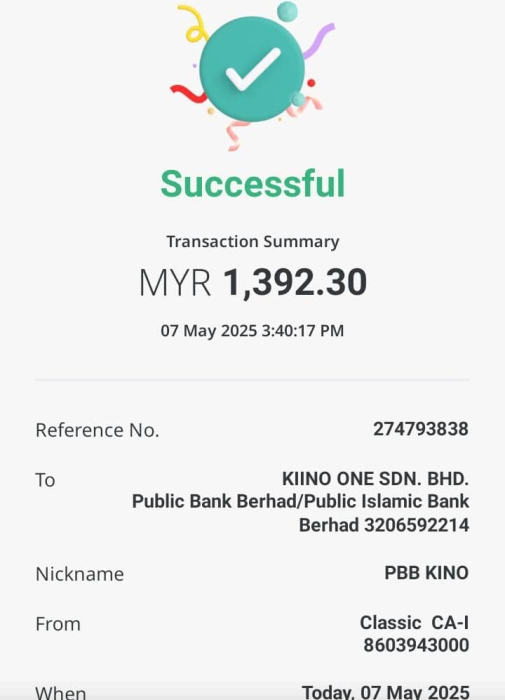 Successful
Transaction Summary
MYR 1,392.30
07 May 2025 3:40:17 PM
Reference No. 274793838
To KIINO ONE SDN. BHD.
Public Bank Berhad/Public Islamic Bank
Berhad 3206592214
Nickname PBB KINO
From Classic CA-I
8603943000
When Today, 07 May 2025